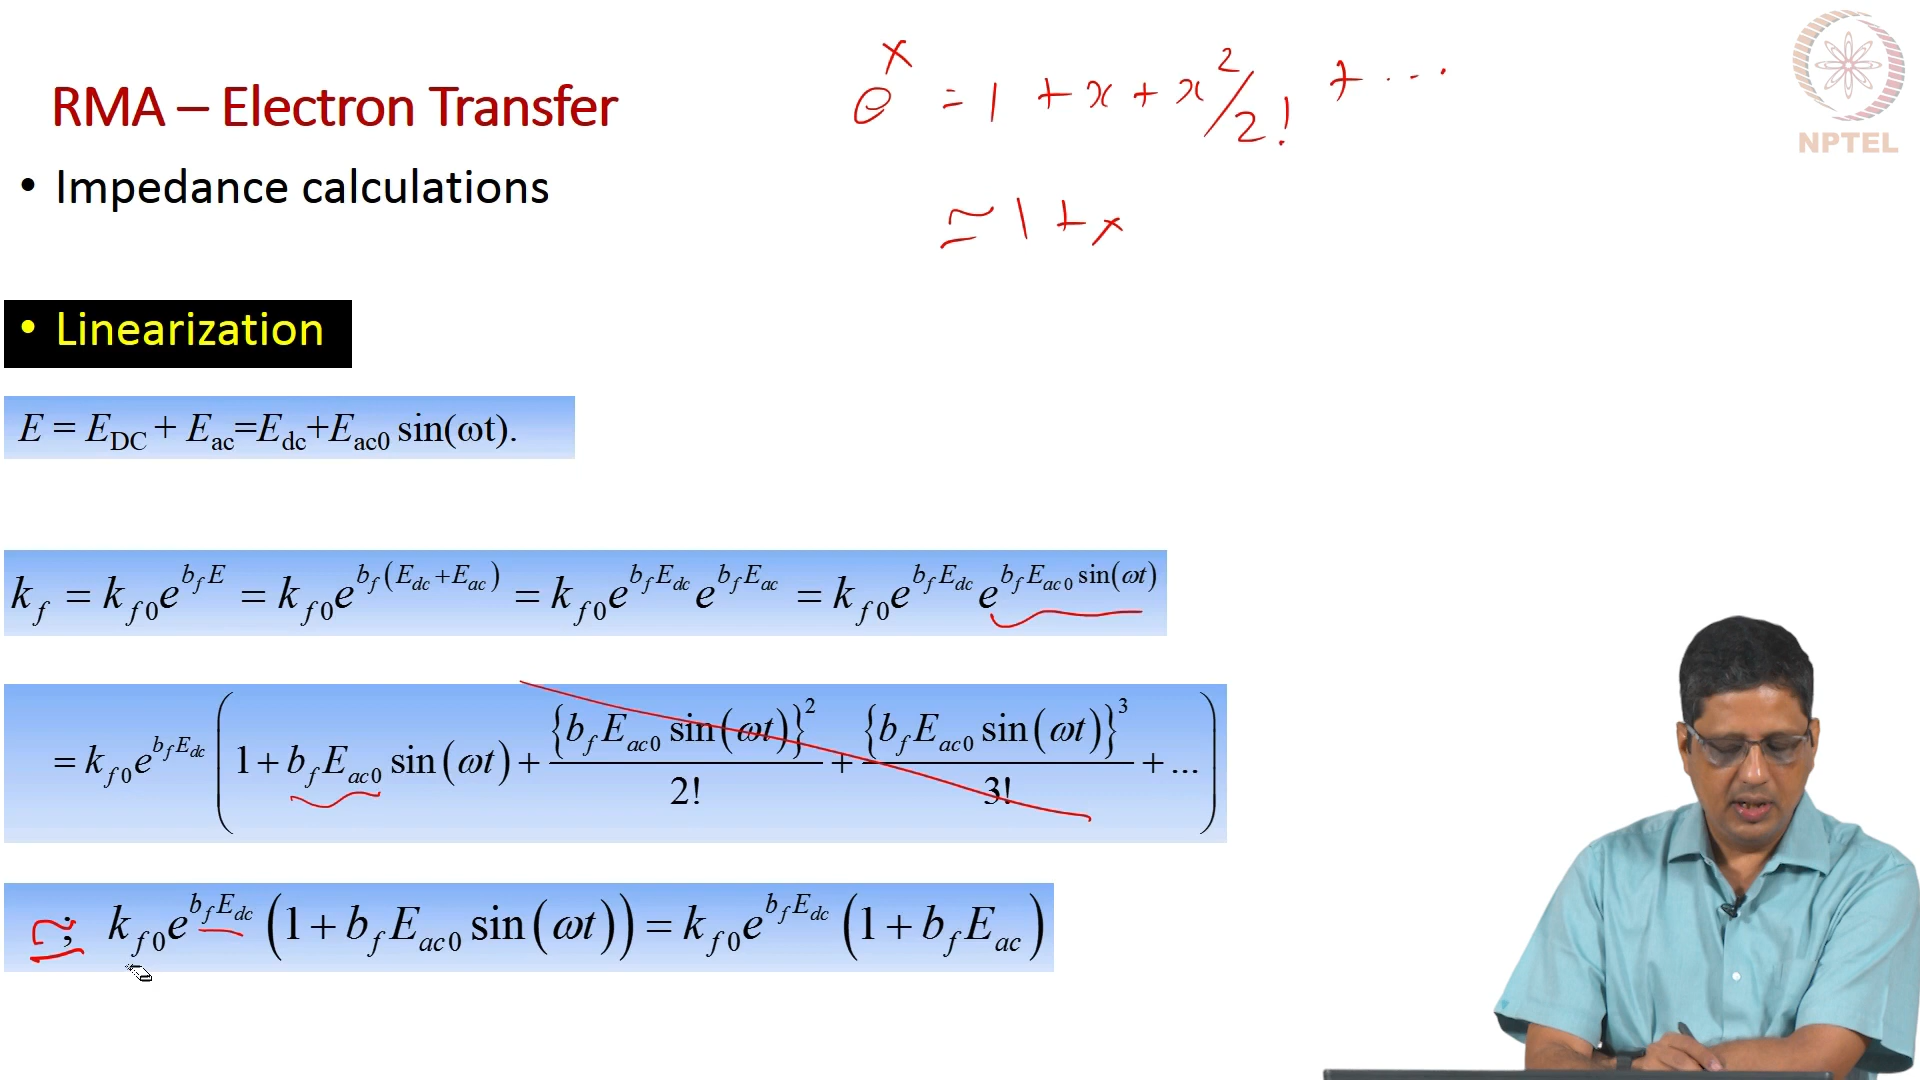 RMA – Electron Transfer
e^x = 1 + x + x^2/2! + ...
≃ 1 + x
NPTEL
• Impedance calculations
• Linearization
E = E_DC + E_ac=E_dc+E_ac0 sin(ωt).
k_f = k_f0 e^(b_f E) = k_f0 e^(b_f (E_dc + E_ac)) = k_f0 e^(b_f E_dc) e^(b_f E_ac) = k_f0 e^(b_f E_dc) e^(b_f E_ac0 sin(ωt))
= k_f0 e^(b_f E_dc) (1 + b_f E_ac0 sin(ωt) + {b_f E_ac0 sin(ωt)}^2 / 2! + {b_f E_ac0 sin(ωt)}^3 / 3! + ...)
≃ ; k_f0 e^(b_f E_dc) (1 + b_f E_ac0 sin(ωt)) = k_f0 e^(b_f E_dc) (1 + b_f E_ac)